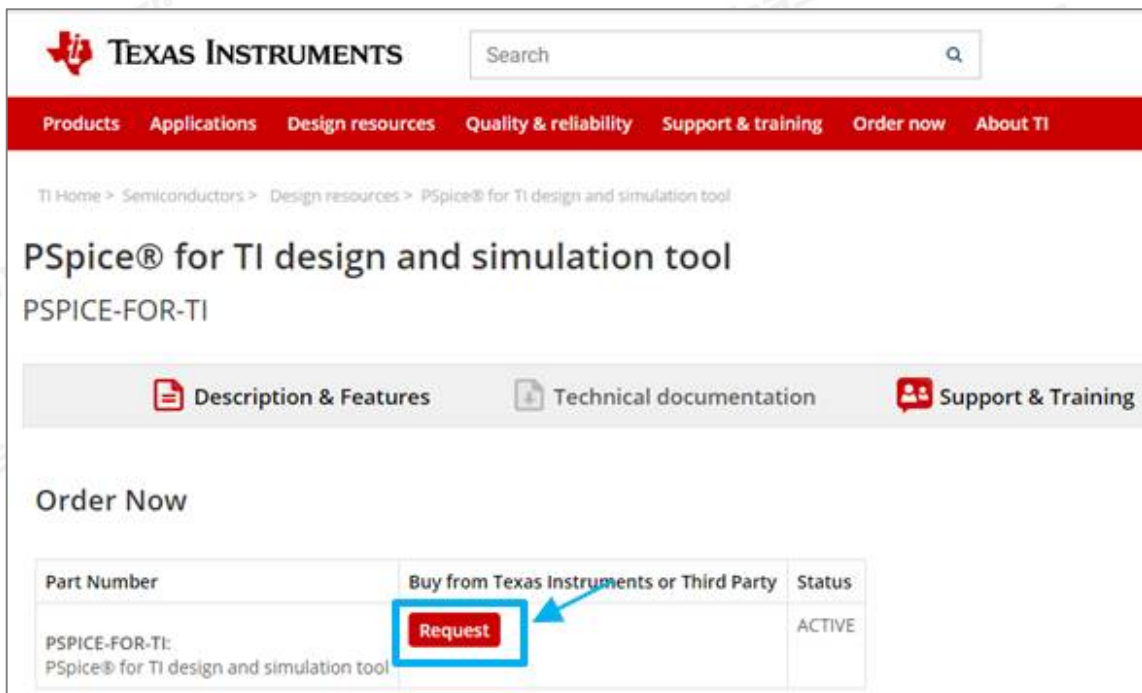 TEXAS INSTRUMENTS
Search
Products Applications Design resources Quality & reliability Support & training Order now About TI
TI Home > Semiconductors > Design resources > PSpice® for TI design and simulation tool
PSpice® for TI design and simulation tool
PSPICE-FOR-TI
Description & Features Technical documentation Support & Training
Order Now
Part Number Buy from Texas Instruments or Third Party Status
Request ACTIVE
PSPICE-FOR-TI:
PSpice® for TI design and simulation tool